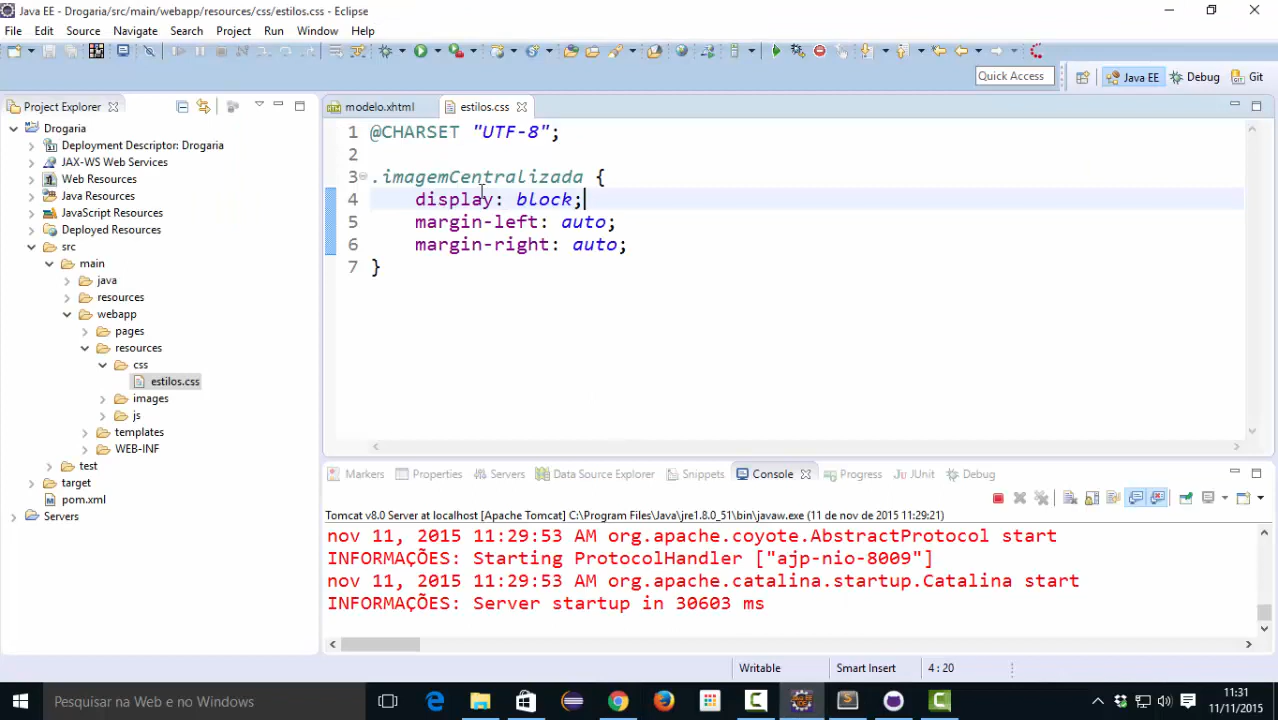 Java EE - Drogaria/src/main/webapp/resources/css/estilos.css - Eclipse
File Edit Source Navigate Search Project Run Window Help
Quick Access Java EE Debug Git
Project Explorer
Drogaria
Deployment Descriptor: Drogaria
JAX-WS Web Services
Web Resources
Java Resources
JavaScript Resources
Deployed Resources
src
main
java
resources
webapp
pages
resources
css
estilos.css
images
js
templates
WEB-INF
test
target
pom.xml
Servers
modelo.xhtml estilos.css
1 @CHARSET "UTF-8";
2
3 .imagemCentralizada {
4 display: block;
5 margin-left: auto;
6 margin-right: auto;
7 }
Markers Properties Servers Data Source Explorer Snippets Console Progress JUnit Debug
Tomcat v8.0 Server at localhost [Apache Tomcat] C:\Program Files\Java\jre1.8.0_51\bin\javaw.exe (11 de nov de 2015 11:29:21)
nov 11, 2015 11:29:53 AM org.apache.coyote.AbstractProtocol start
INFORMAÇÕES: Starting ProtocolHandler ["ajp-nio-8009"]
nov 11, 2015 11:29:53 AM org.apache.catalina.startup.Catalina start
INFORMAÇÕES: Server startup in 30603 ms
Writable Smart Insert 4 : 20
Pesquisar na Web e no Windows
11:31
11/11/2015